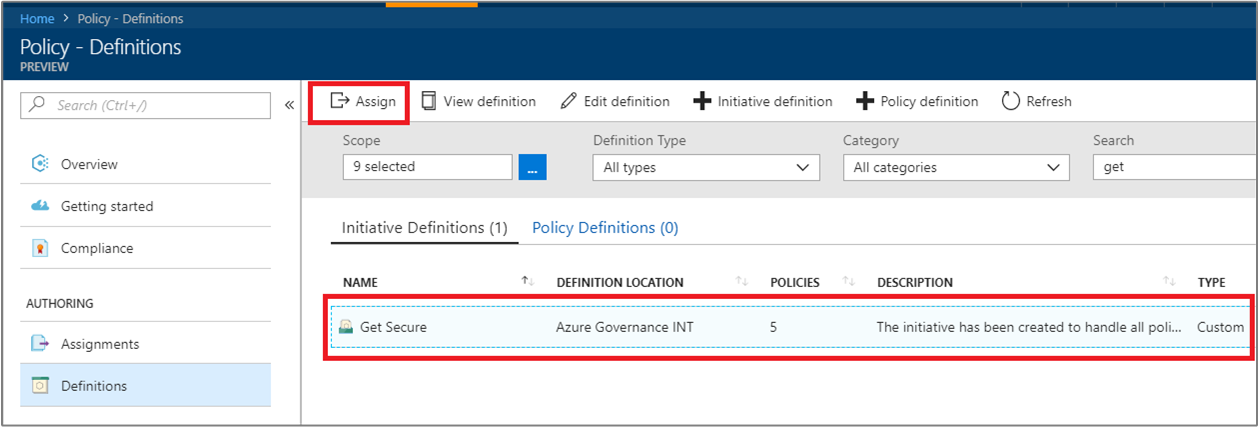 Home > Policy - Definitions
Policy - Definitions
PREVIEW
Search (Ctrl+/)
«
Overview
Getting started
Compliance
AUTHORING
Assignments
Definitions
Assign View definition Edit definition Initiative definition Policy definition Refresh
Scope Definition Type Category Search
9 selected ... All types All categories get
Initiative Definitions (1) Policy Definitions (0)
NAME DEFINITION LOCATION POLICIES DESCRIPTION TYPE
Get Secure Azure Governance INT 5 The initiative has been created to handle all poli... Custom